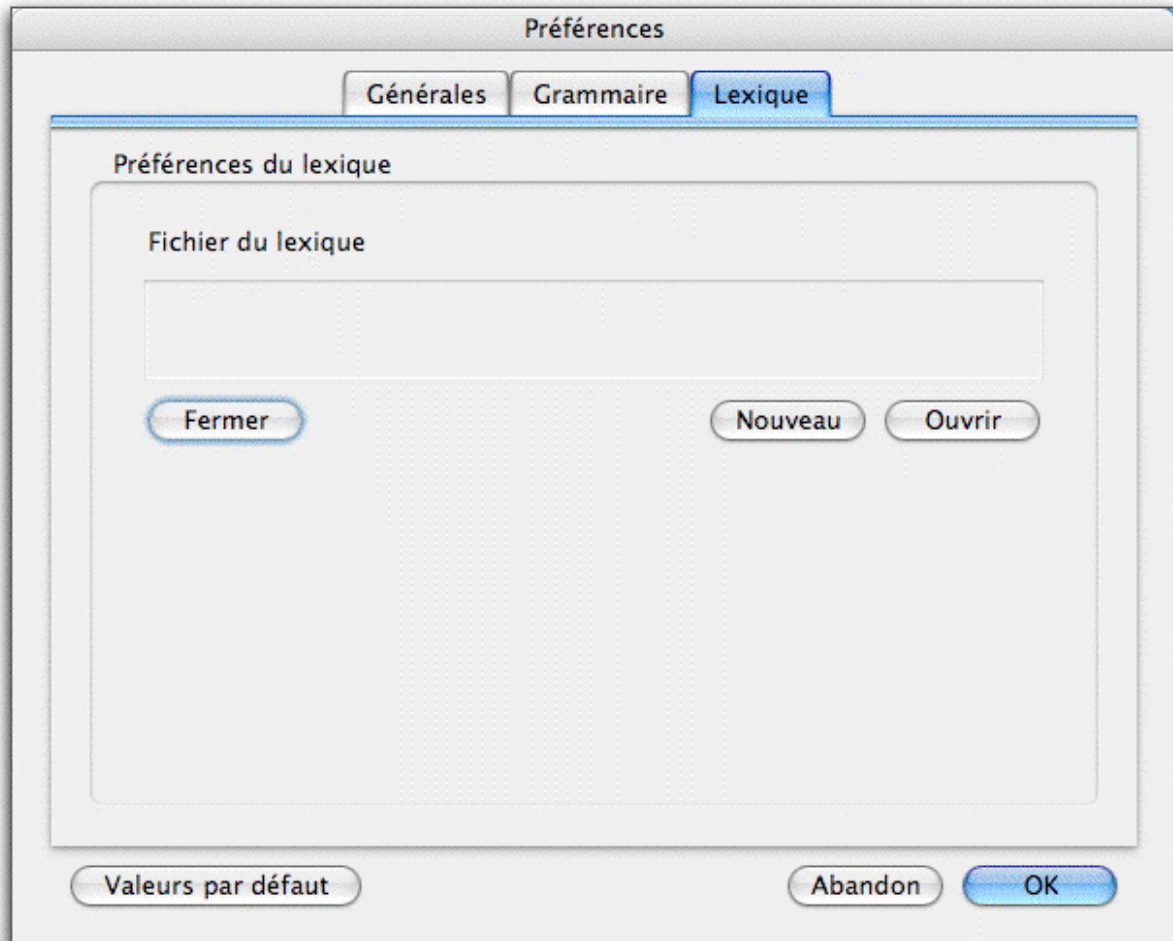 Préférences
Générales Grammaire Lexique
Préférences du lexique
Fichier du lexique
Fermer Nouveau Ouvrir
Valeurs par défaut Abandon OK